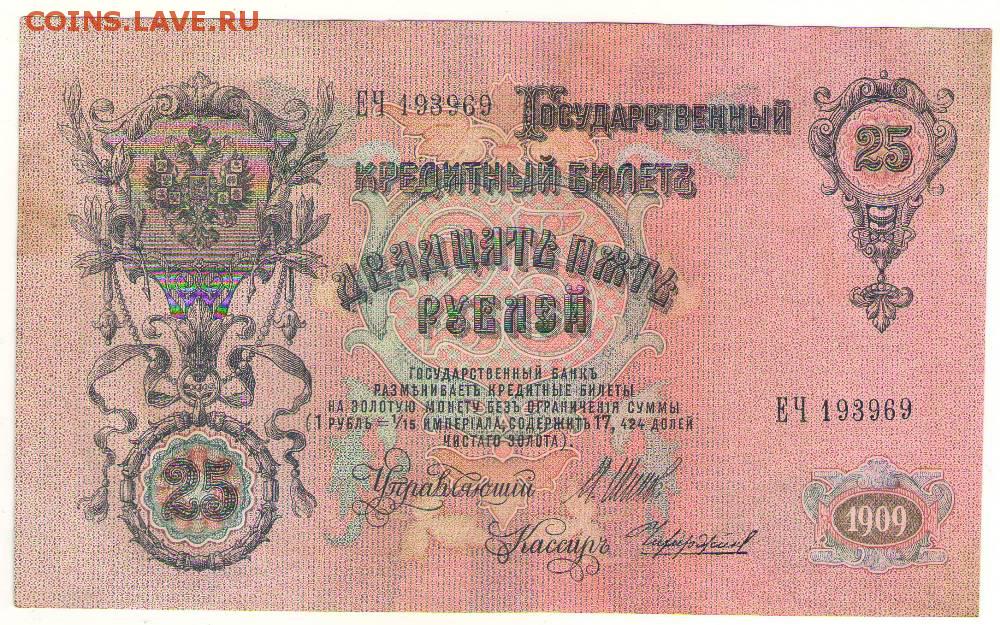 COINS.LAVE.RU
ЕЧ 193969
ГОСУДАРСТВЕННЫЙ
25
КРЕДИТНЫЙ БИЛЕТЪ
25
ДВАДЦАТЬ ПЯТЬ
РУБЛЕЙ
ГОСУДАРСТВЕННЫЙ БАНКЪ
РАЗМѢНИВАЕТЪ КРЕДИТНЫЕ БИЛЕТЫ
НА ЗОЛОТУЮ МОНЕТУ БЕЗЪ ОГРАНИЧЕНІЯ СУММЫ
(1 РУБЛЬ = 1/15 ИМПЕРІАЛА, СОДЕРЖИТЪ 17,424 ДОЛЕЙ
ЧИСТАГО ЗОЛОТА).
ЕЧ 193969
25
Управляющій
1909
Кассиръ